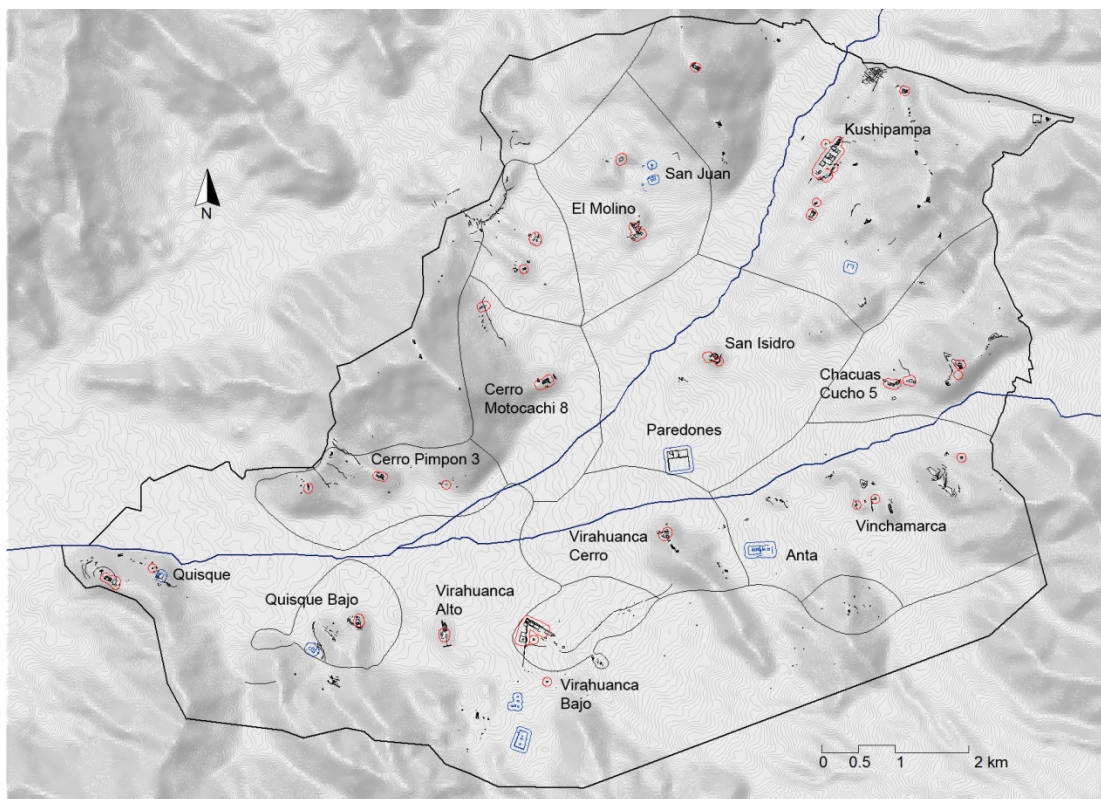 Kushipampa
San Juan
El Molino
N
San Isidro
Chacuas
Cucho 5
Cerro
Motocachi 8
Paredones
Cerro Pimpon 3
Vinchamarca
Virahuanca
Cerro
Anta
Quisque
Quisque Bajo
Virahuanca
Alto
Virahuanca
Bajo
0 0.5 1 2 km